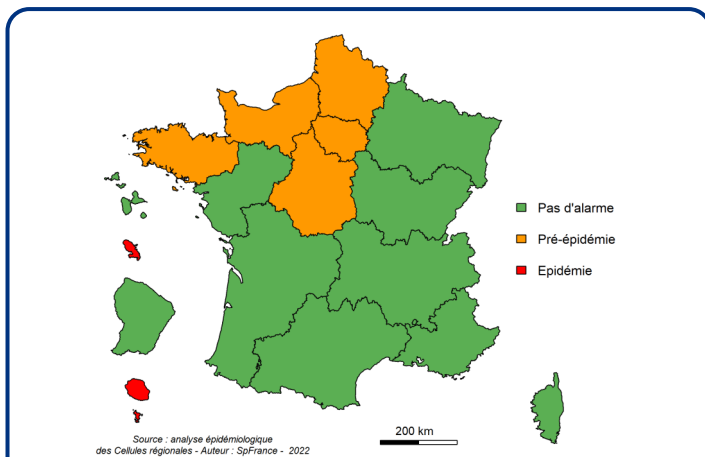 Pas d'alarme
Pré-épidémie
Epidémie
200 km
Source : analyse épidémiologique
des Cellules régionales - Auteur : SpFrance - 2022